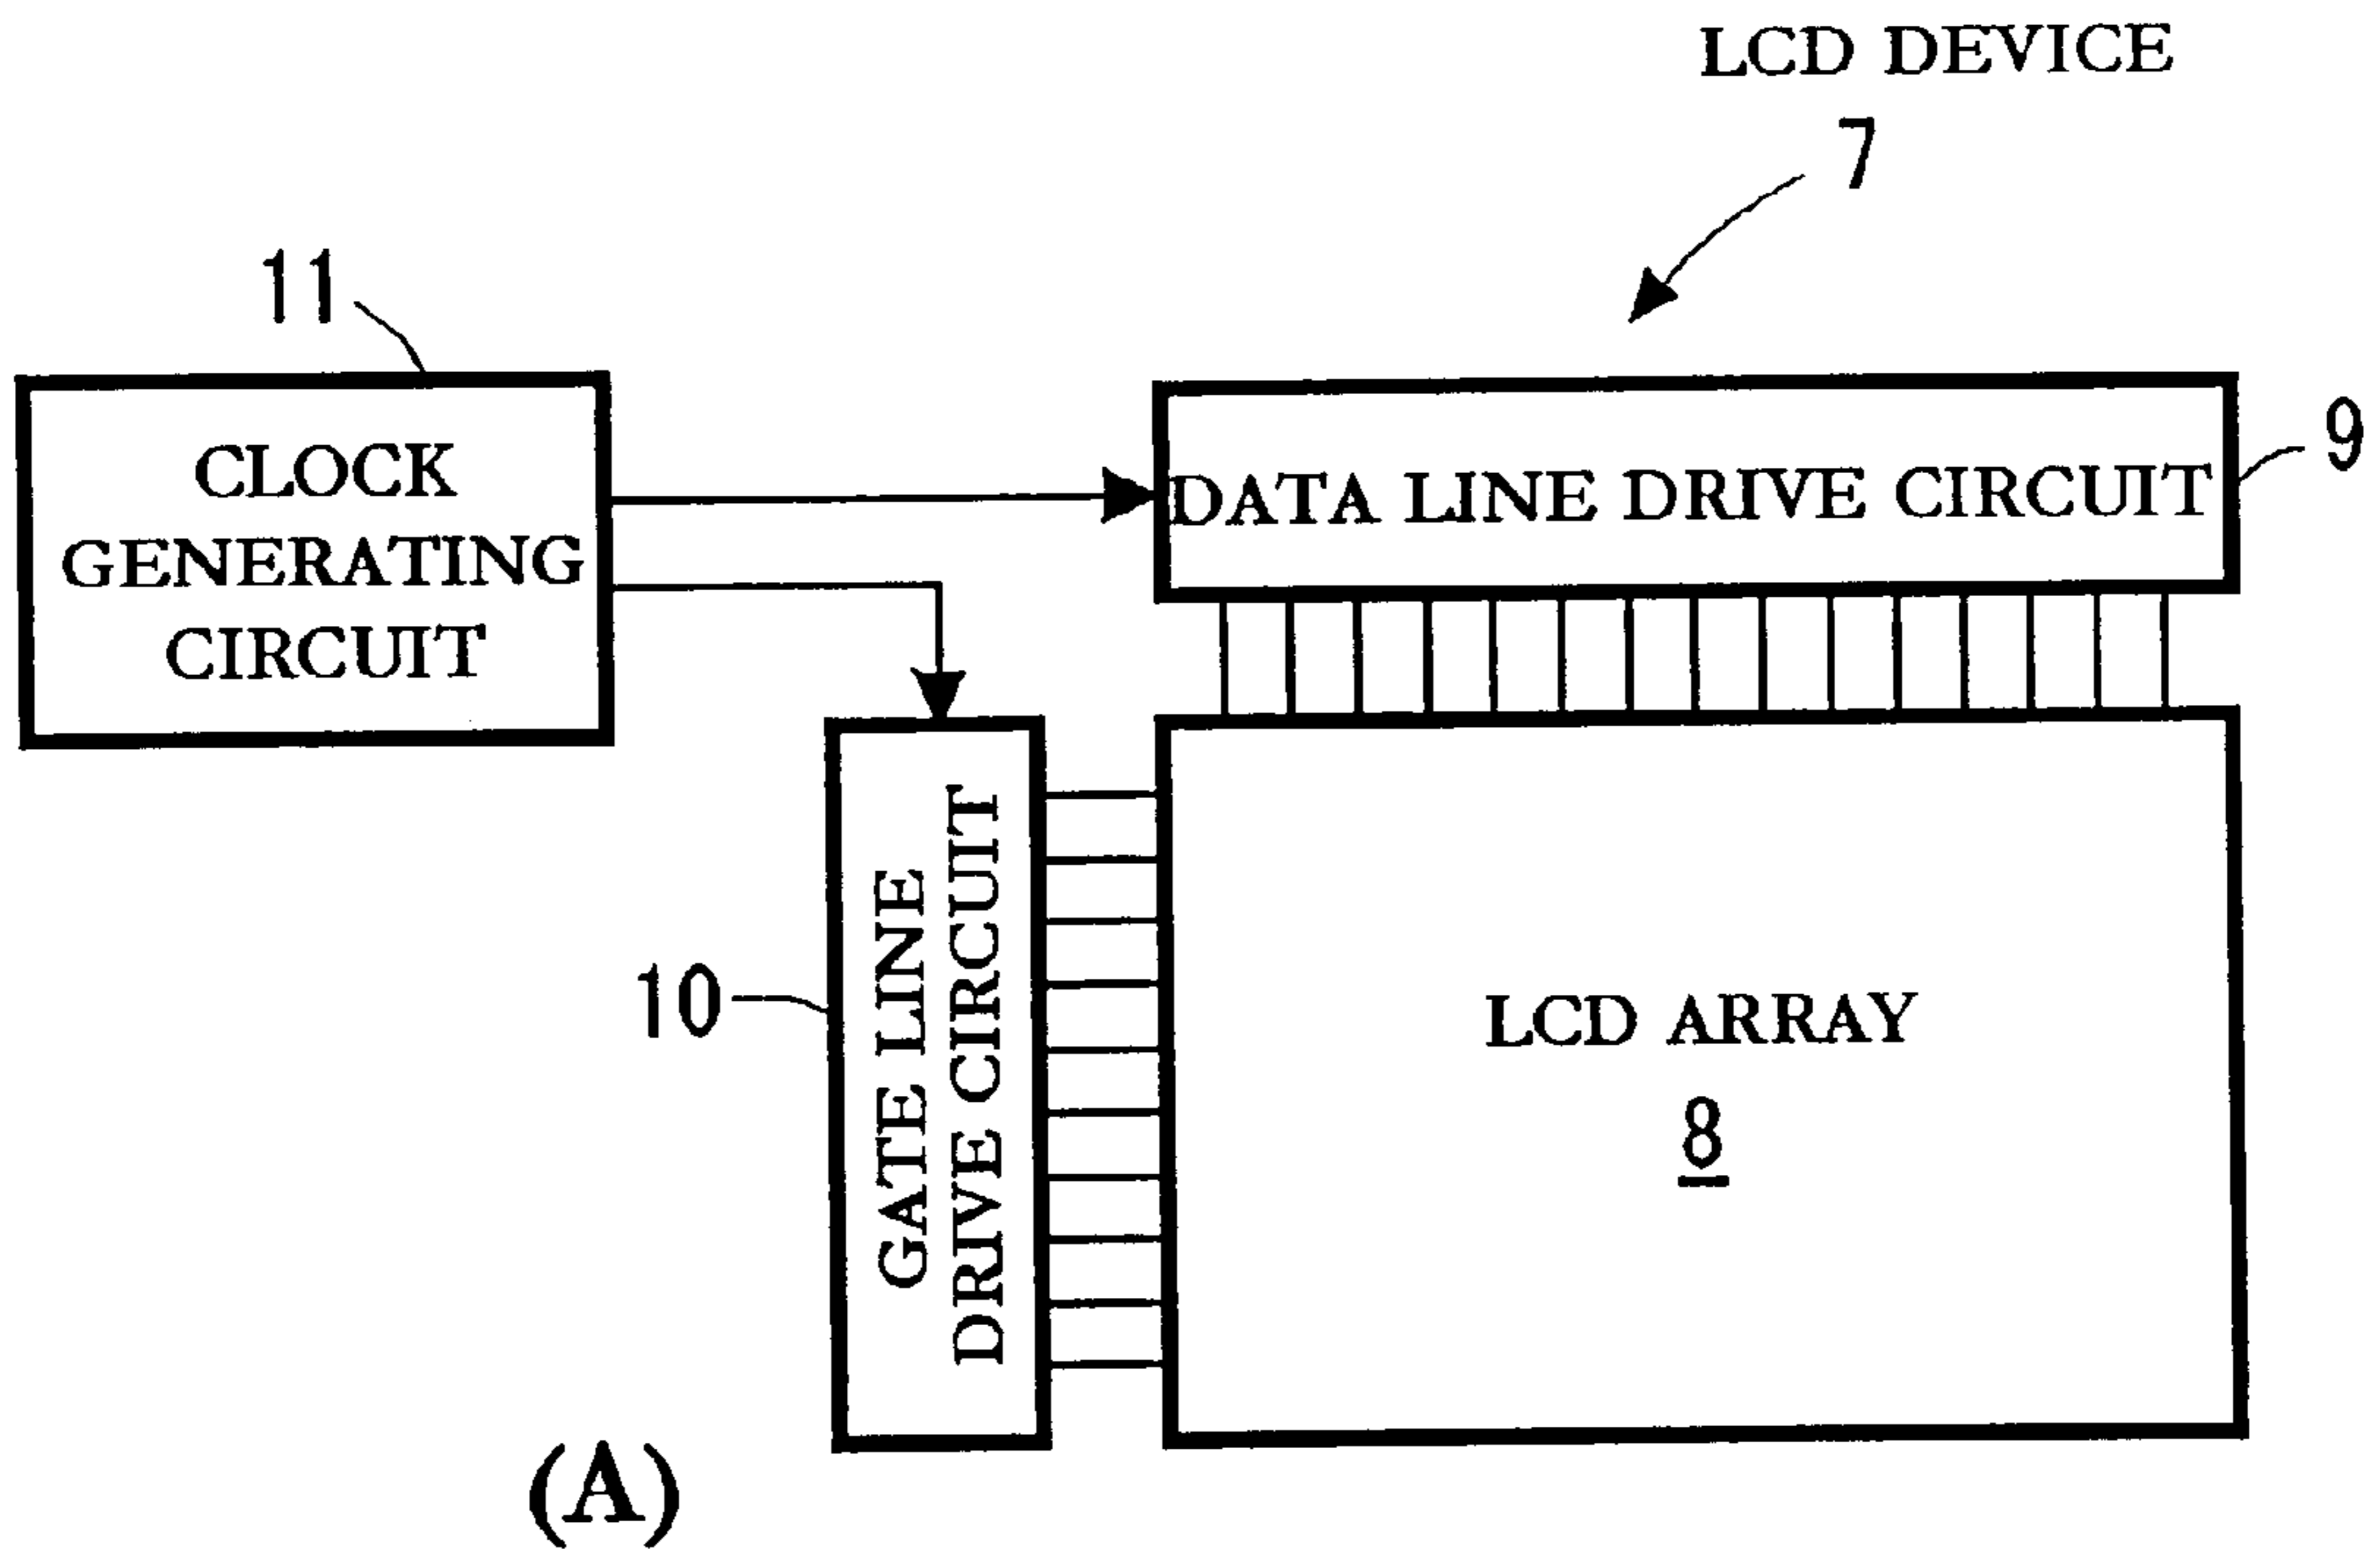 LCD DEVICE
7
11
CLOCK
GENERATING
CIRCUIT
DATA LINE DRIVE CIRCUIT
9
10
GATE LINE
DRIVE CIRCUIT
LCD ARRAY
8
(A)